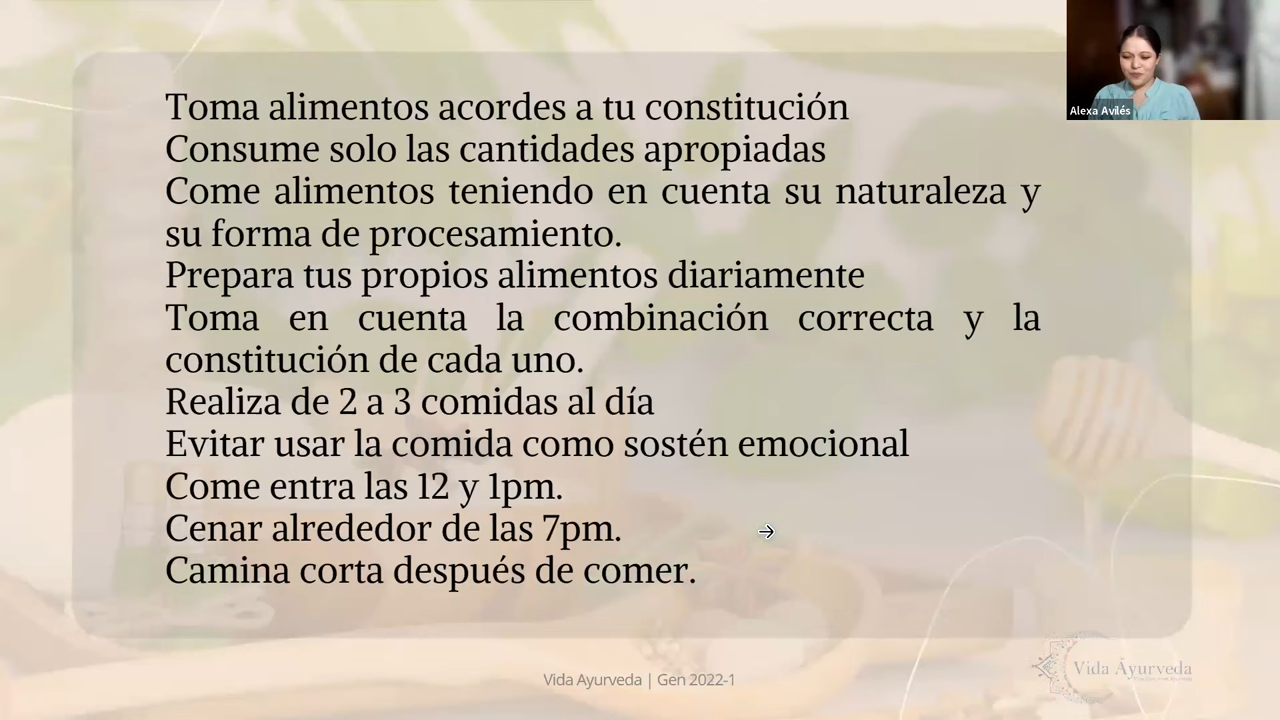 Alexa Avilés
Toma alimentos acordes a tu constitución
Consume solo las cantidades apropiadas
Come alimentos teniendo en cuenta su naturaleza y
su forma de procesamiento.
Prepara tus propios alimentos diariamente
Toma en cuenta la combinación correcta y la
constitución de cada uno.
Realiza de 2 a 3 comidas al día
Evitar usar la comida como sostén emocional
Come entra las 12 y 1pm.
Cenar alrededor de las 7pm.
Camina corta después de comer.
Vida Ayurveda | Gen 2022-1
Vida Áyurveda